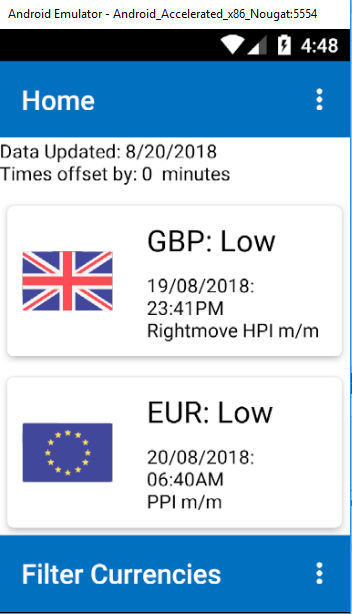 Android Emulator - Android_Accelerated_x86_Nougat:5554
4:48
Home
Data Updated: 8/20/2018
Times offset by: 0 minutes
GBP: Low
19/08/2018:
23:41PM
Rightmove HPI m/m
EUR: Low
20/08/2018:
06:40AM
PPI m/m
Filter Currencies